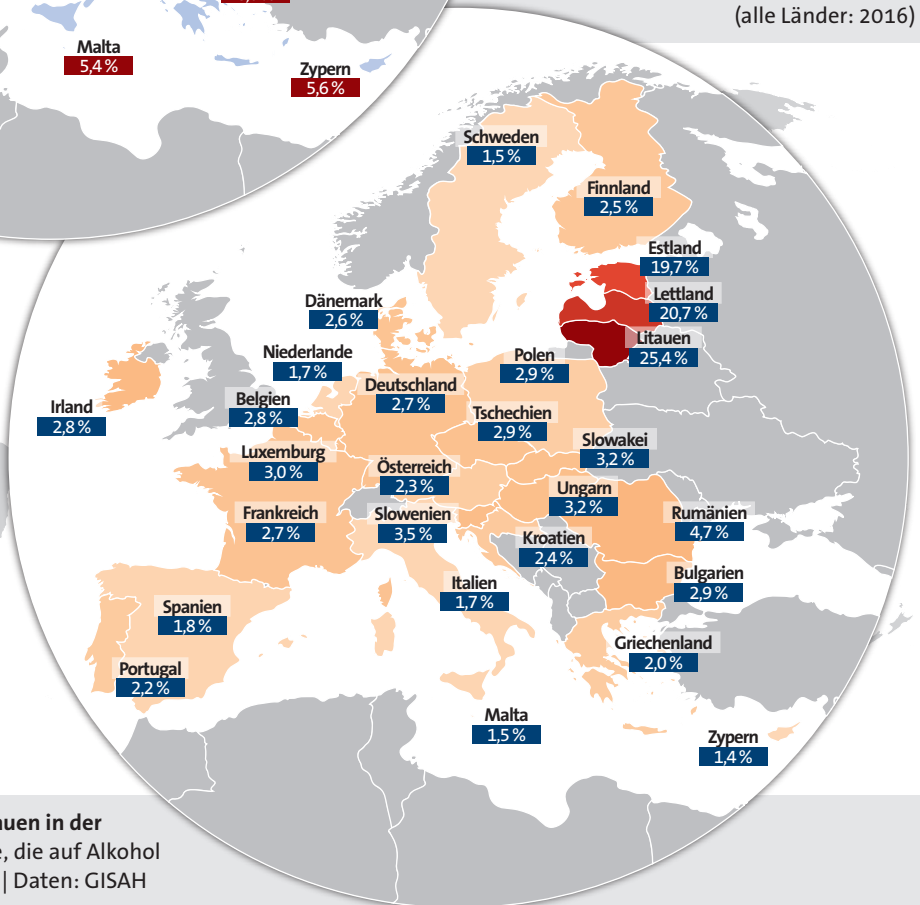 (alle Länder: 2016)
Malta
5,4 %
Zypern
5,6 %
Schweden
1,5 %
Finnland
2,5 %
Estland
19,7 %
Lettland
20,7 %
Litauen
25,4 %
Dänemark
2,6 %
Niederlande
1,7 %
Polen
2,9 %
Deutschland
2,7 %
Belgien
2,8 %
Irland
2,8 %
Tschechien
2,9 %
Slowakei
3,2 %
Luxemburg
3,0 %
Österreich
2,3 %
Ungarn
3,2 %
Frankreich
2,7 %
Slowenien
3,5 %
Rumänien
4,7 %
Kroatien
2,4 %
Bulgarien
2,9 %
Italien
1,7 %
Spanien
1,8 %
Griechenland
2,0 %
Portugal
2,2 %
Malta
1,5 %
Zypern
1,4 %
in der
die auf Alkohol
| Daten: GISAH